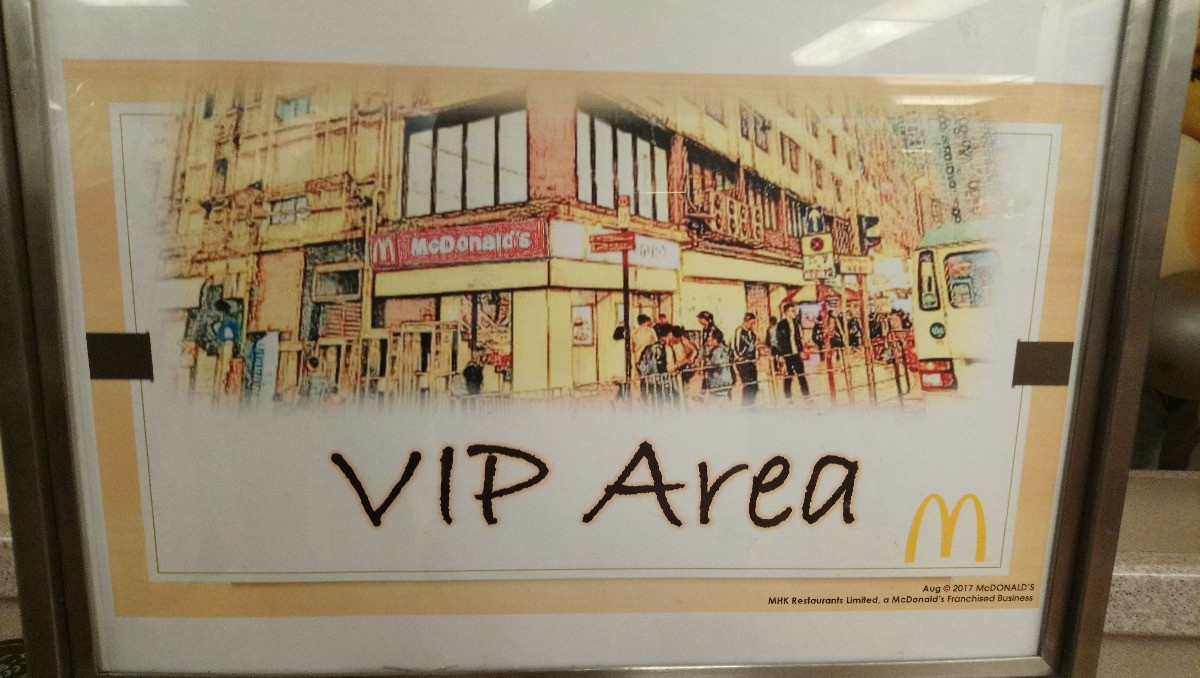 McDonald's
VIP Area
Aug © 2017 McDONALD'S
MHK Restaurants Limited, a McDonald's Franchised Business